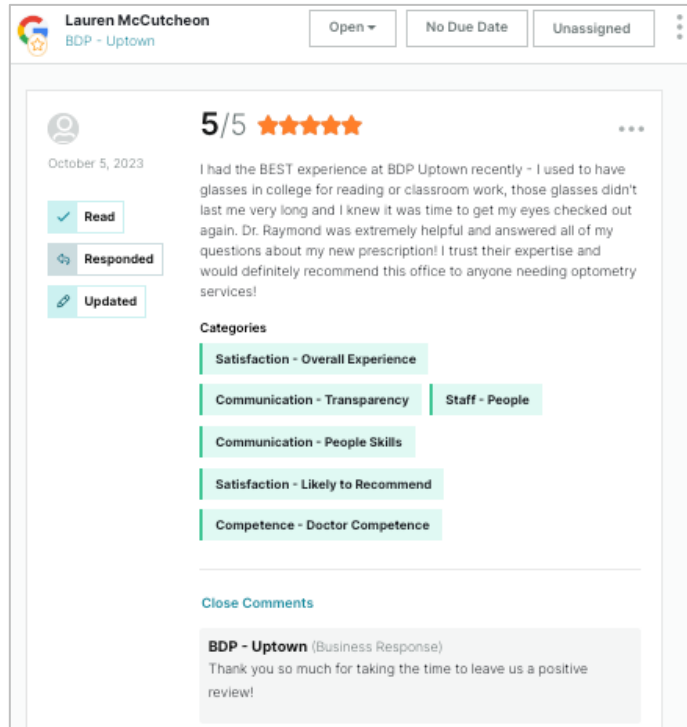 Lauren McCutcheon
BDP - Uptown
Open
No Due Date
Unassigned
October 5, 2023
Read
Responded
Updated
5/5
I had the BEST experience at BDP Uptown recently - I used to have
glasses in college for reading or classroom work, those glasses didn't
last me very long and I knew it was time to get my eyes checked out
again. Dr. Raymond was extremely helpful and answered all of my
questions about my new prescription! I trust their expertise and
would definitely recommend this office to anyone needing optometry
services!
Categories
Satisfaction - Overall Experience
Communication - Transparency
Staff - People
Communication - People Skills
Satisfaction - Likely to Recommend
Competence - Doctor Competence
Close Comments
BDP - Uptown (Business Response)
Thank you so much for taking the time to leave us a positive
review!